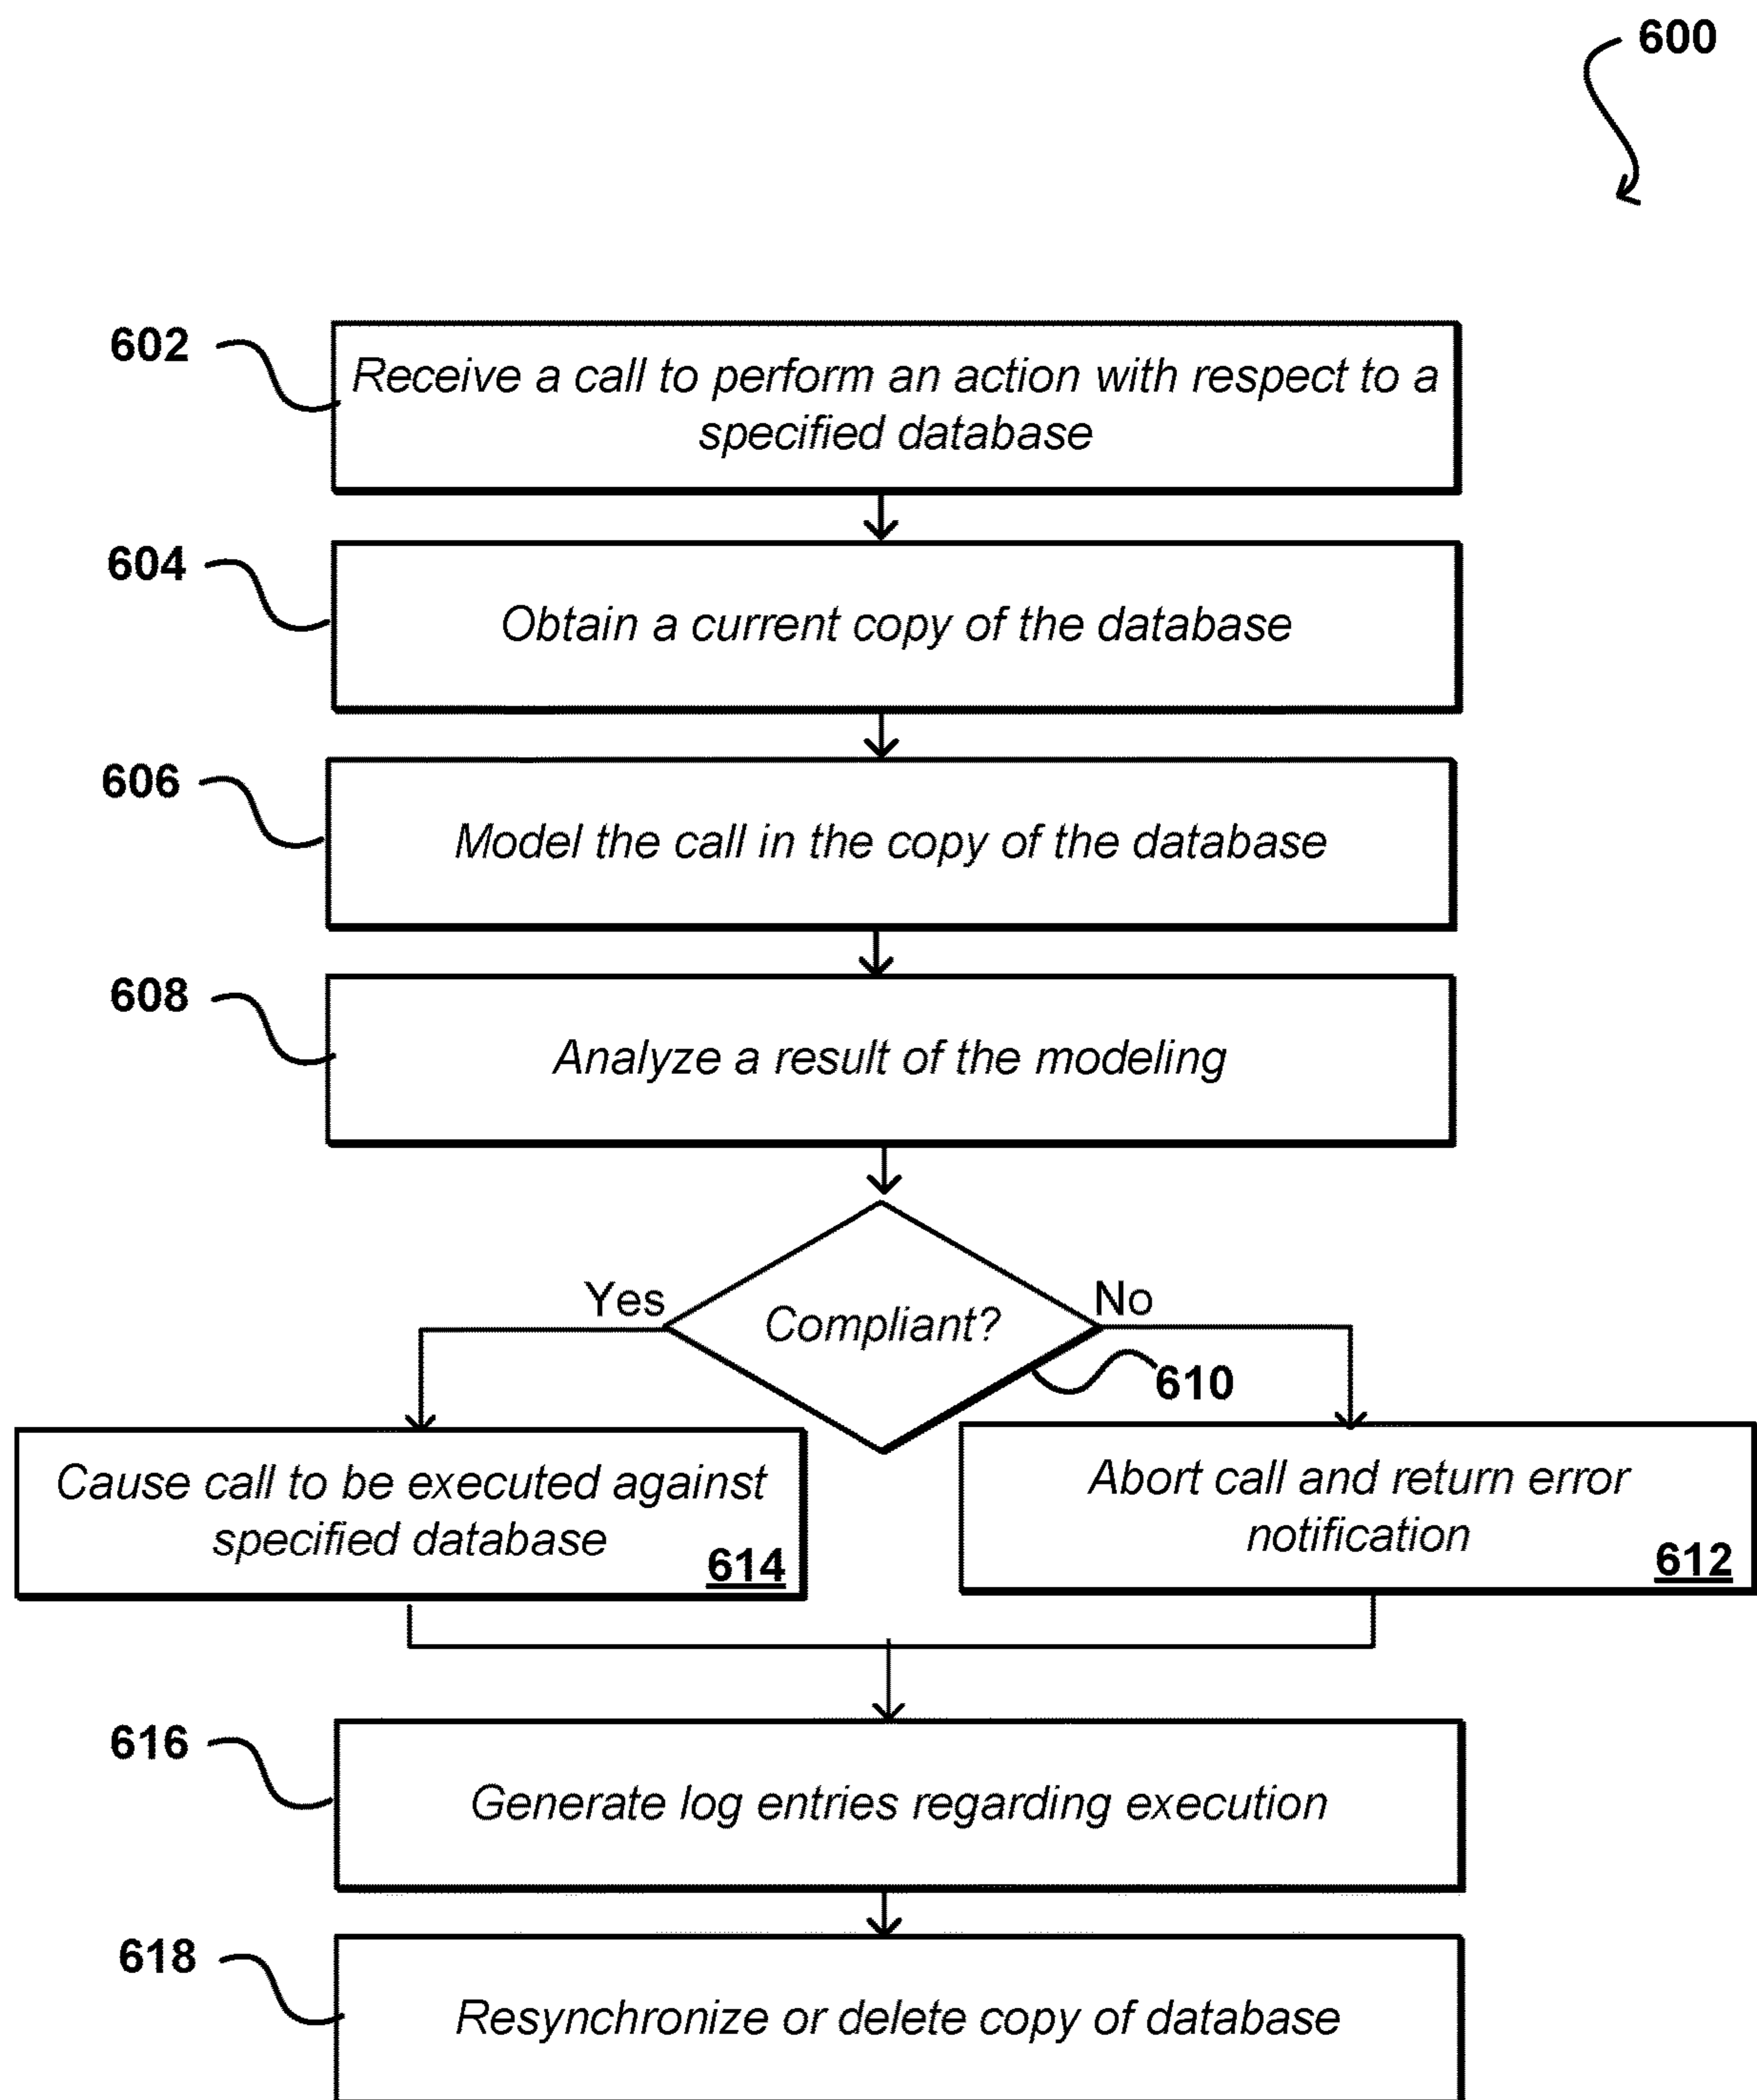 600
602
Receive a call to perform an action with respect to a
specified database
604
Obtain a current copy of the database
606
Model the call in the copy of the database
608
Analyze a result of the modeling
Yes
Compliant?
No
610
Cause call to be executed against
specified database
614
Abort call and return error
notification
612
616
Generate log entries regarding execution
618
Resynchronize or delete copy of database